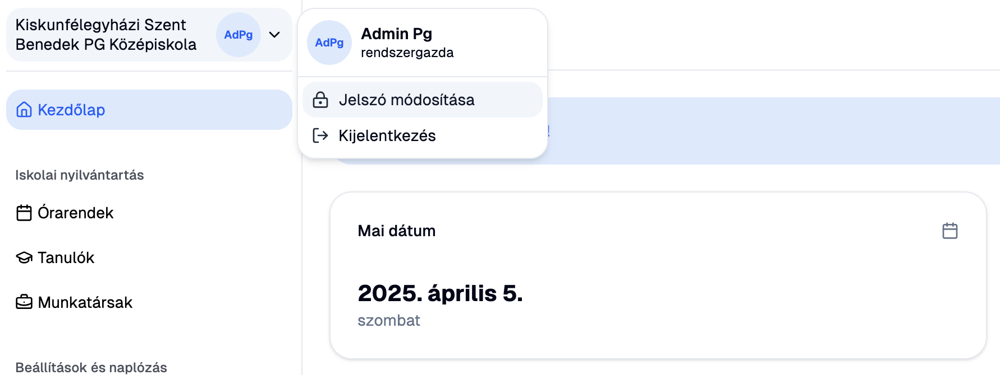 Kiskunfélegyházi Szent
Benedek PG Középiskola
AdPg
Kezdőlap
Iskolai nyilvántartás
Órarendek
Tanulók
Munkatársak
Beállítások és naplózás
AdPg
Admin Pg
rendszergazda
Jelszó módosítása
Kijelentkezés
!
Mai dátum
2025. április 5.
szombat